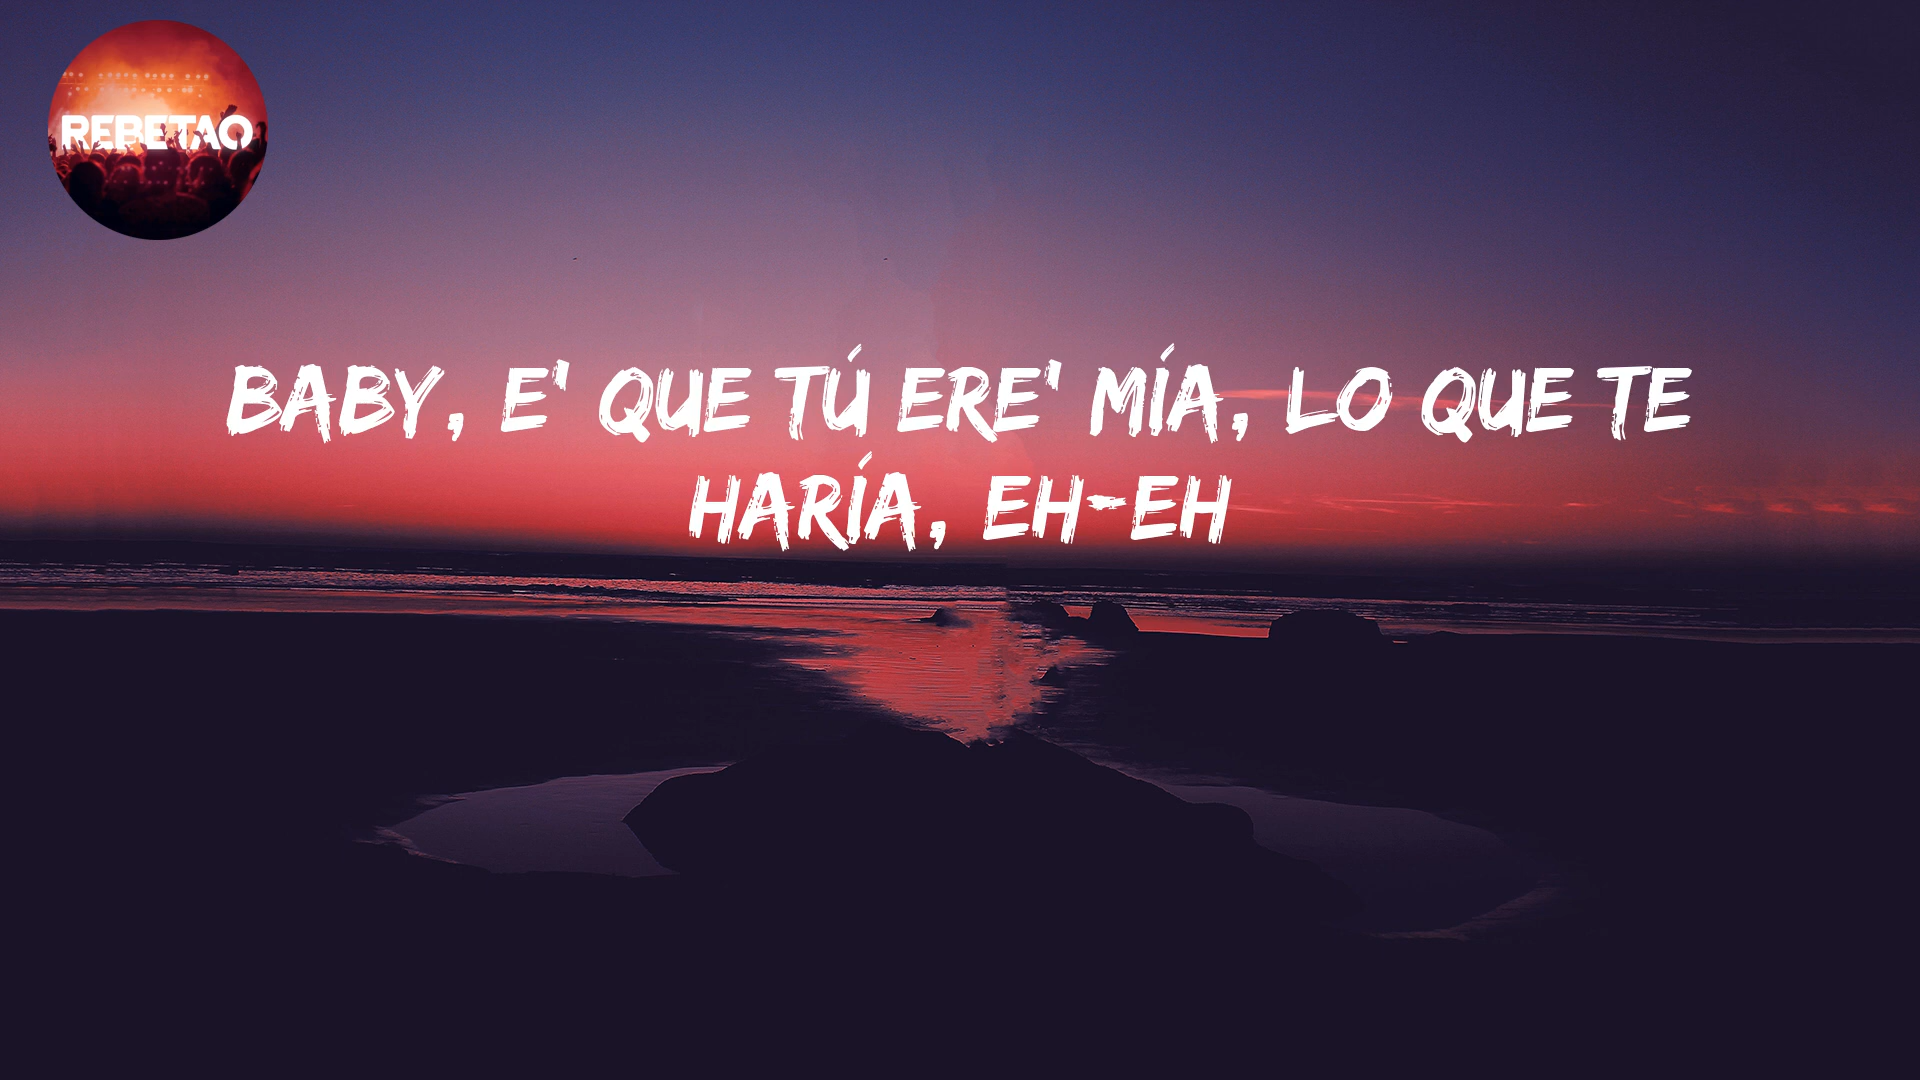 REBETAO
BABY, E' QUE TÚ ERE' MÍA, LO QUE TE
HARÍA, EH-EH